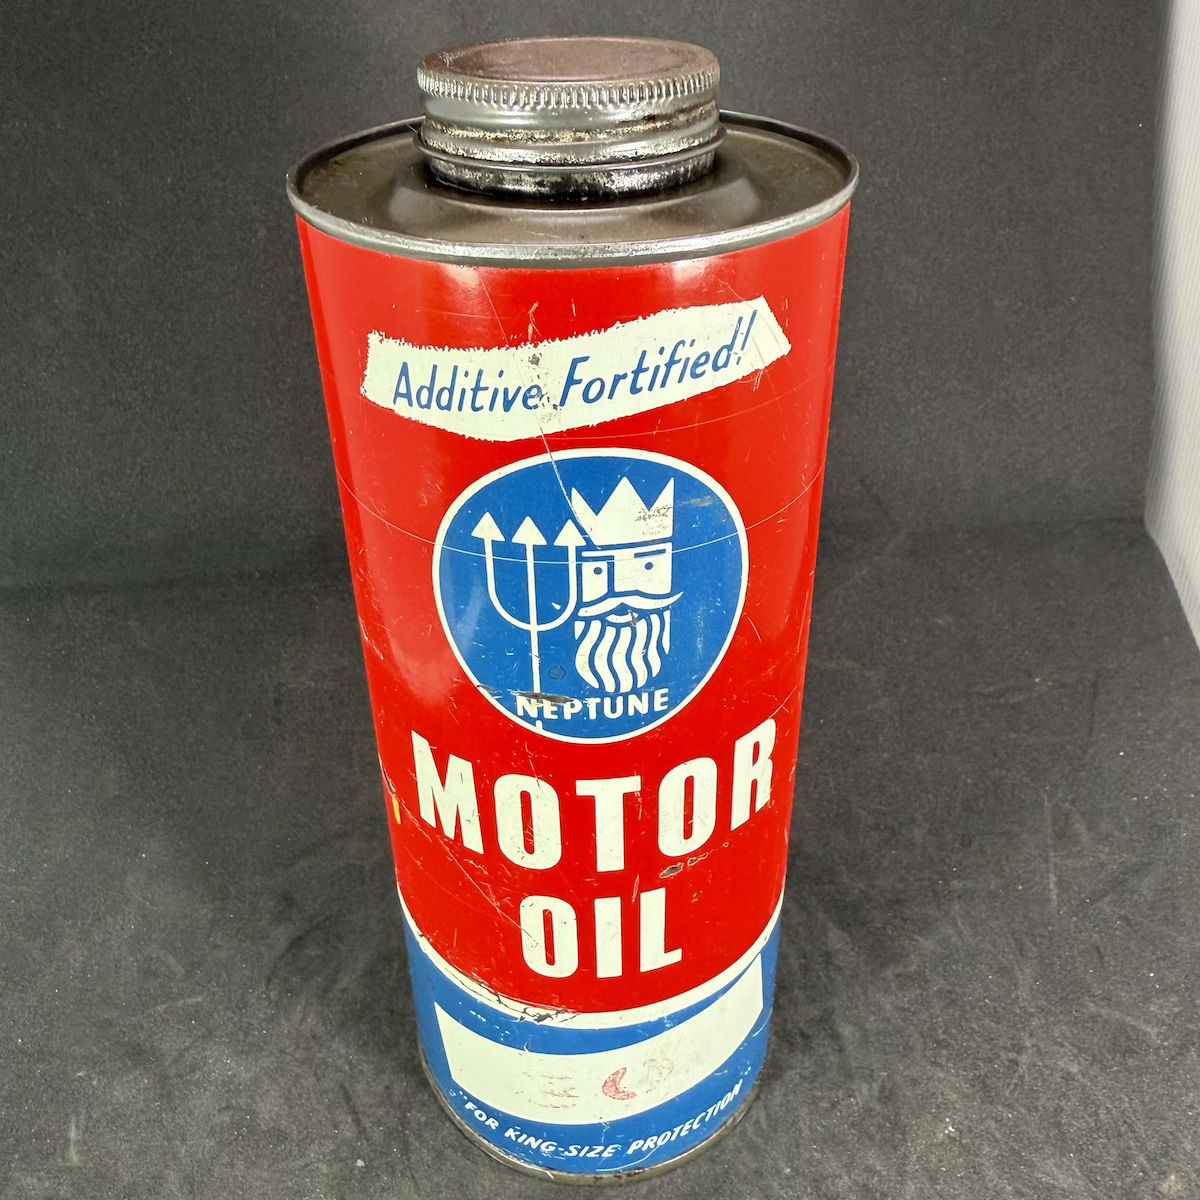 Additive Fortified!
NEPTUNE
MOTOR
OIL
"FOR KING-SIZE PROTECTION"